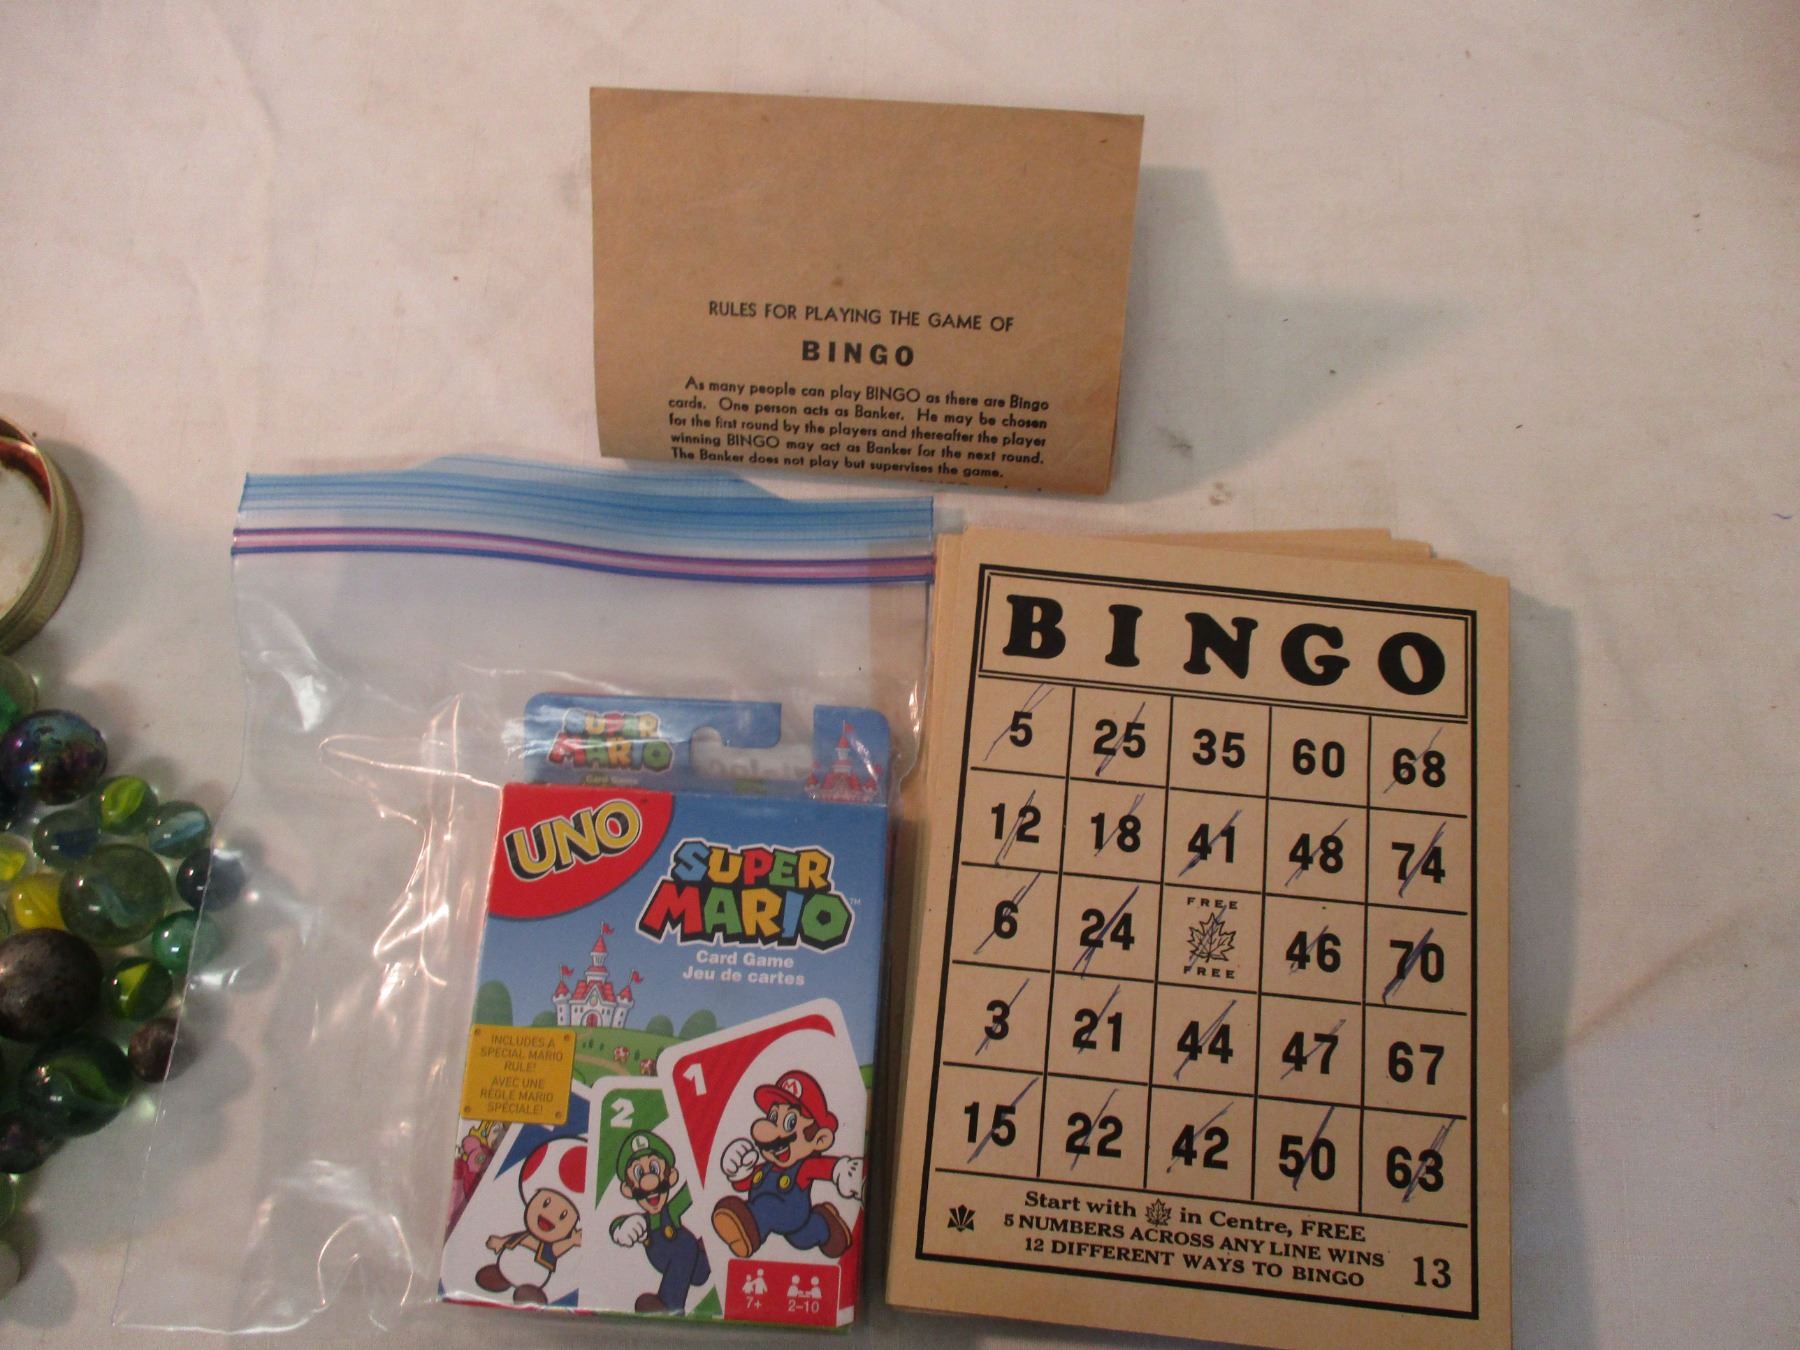 RULES FOR PLAYING THE GAME OF
BINGO
As many people can play BINGO as there are Bingo
cards. One person acts as Banker. He may be chosen
for the first round by the players and thereafter the player
winning BINGO may act as Banker for the next round.
The Banker does not play but supervises the game.
SUPER
MARIO
Card Game
UNO
SUPER
MARIO™
Card Game
Jeu de cartes
INCLUDES A
SPECIAL MARIO
RULE!
AVEC UNE
RÈGLE MARIO
SPÉCIALE!
1
2
M
L
7+ 2-10
BINGO
5 25 35 60 68
12 18 41 48 74
FREE
6 24 46 70
FREE
3 21 44 47 67
15 22 42 50 63
Start with in Centre, FREE
5 NUMBERS ACROSS ANY LINE WINS
12 DIFFERENT WAYS TO BINGO 13